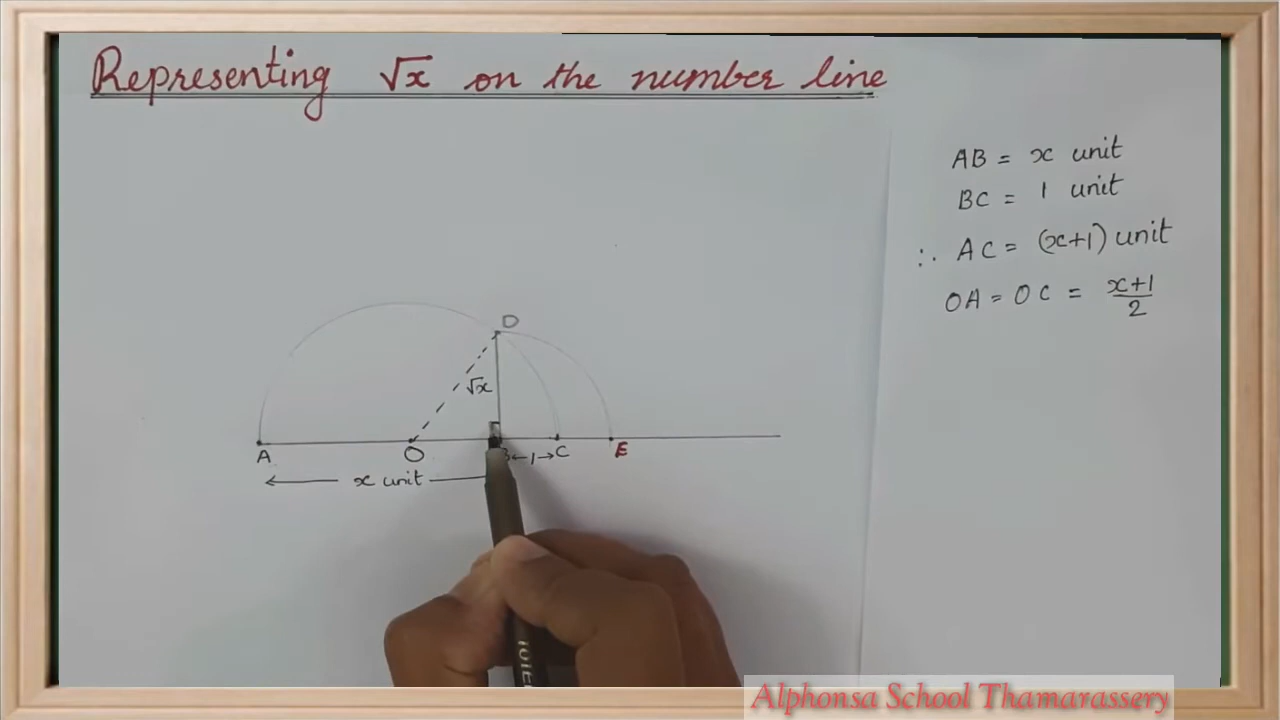 Representing √x on the number line
AB = x unit
BC = 1 unit
∴ AC = (x+1) unit
OA = OC = x+1/2
D
√x
A O ←1→ C E
← x unit
Alphonsa School Thamarassery